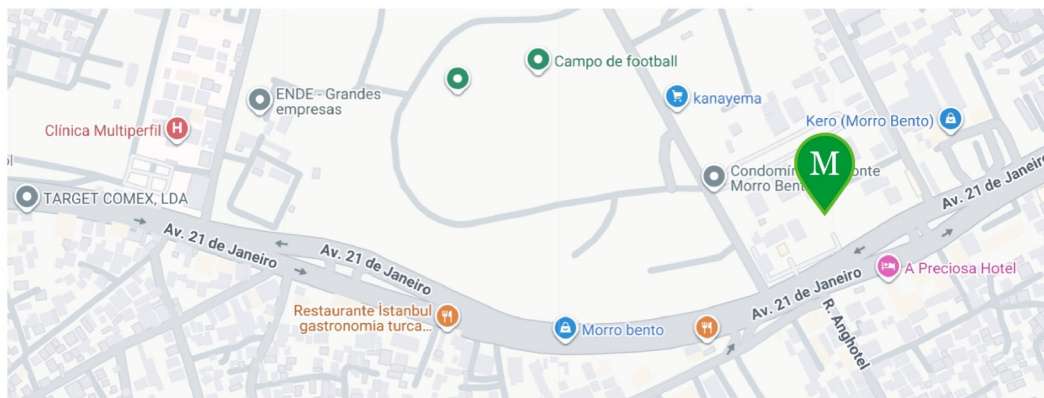 Campo de football
ENDE - Grandes
empresas
kanayema
Clínica Multiperfil
H
Kero (Morro Bento)
M
Morro Bent
TARGET COMEX, LDA
Av. 21 de Janeiro
Av. 21 de Janeiro
Av. 21 de Janeiro
Av. 21 de Janeiro
A Preciosa Hotel
Restaurante İstanbul
gastronomia turca...
Morro bento
R. Anghotel